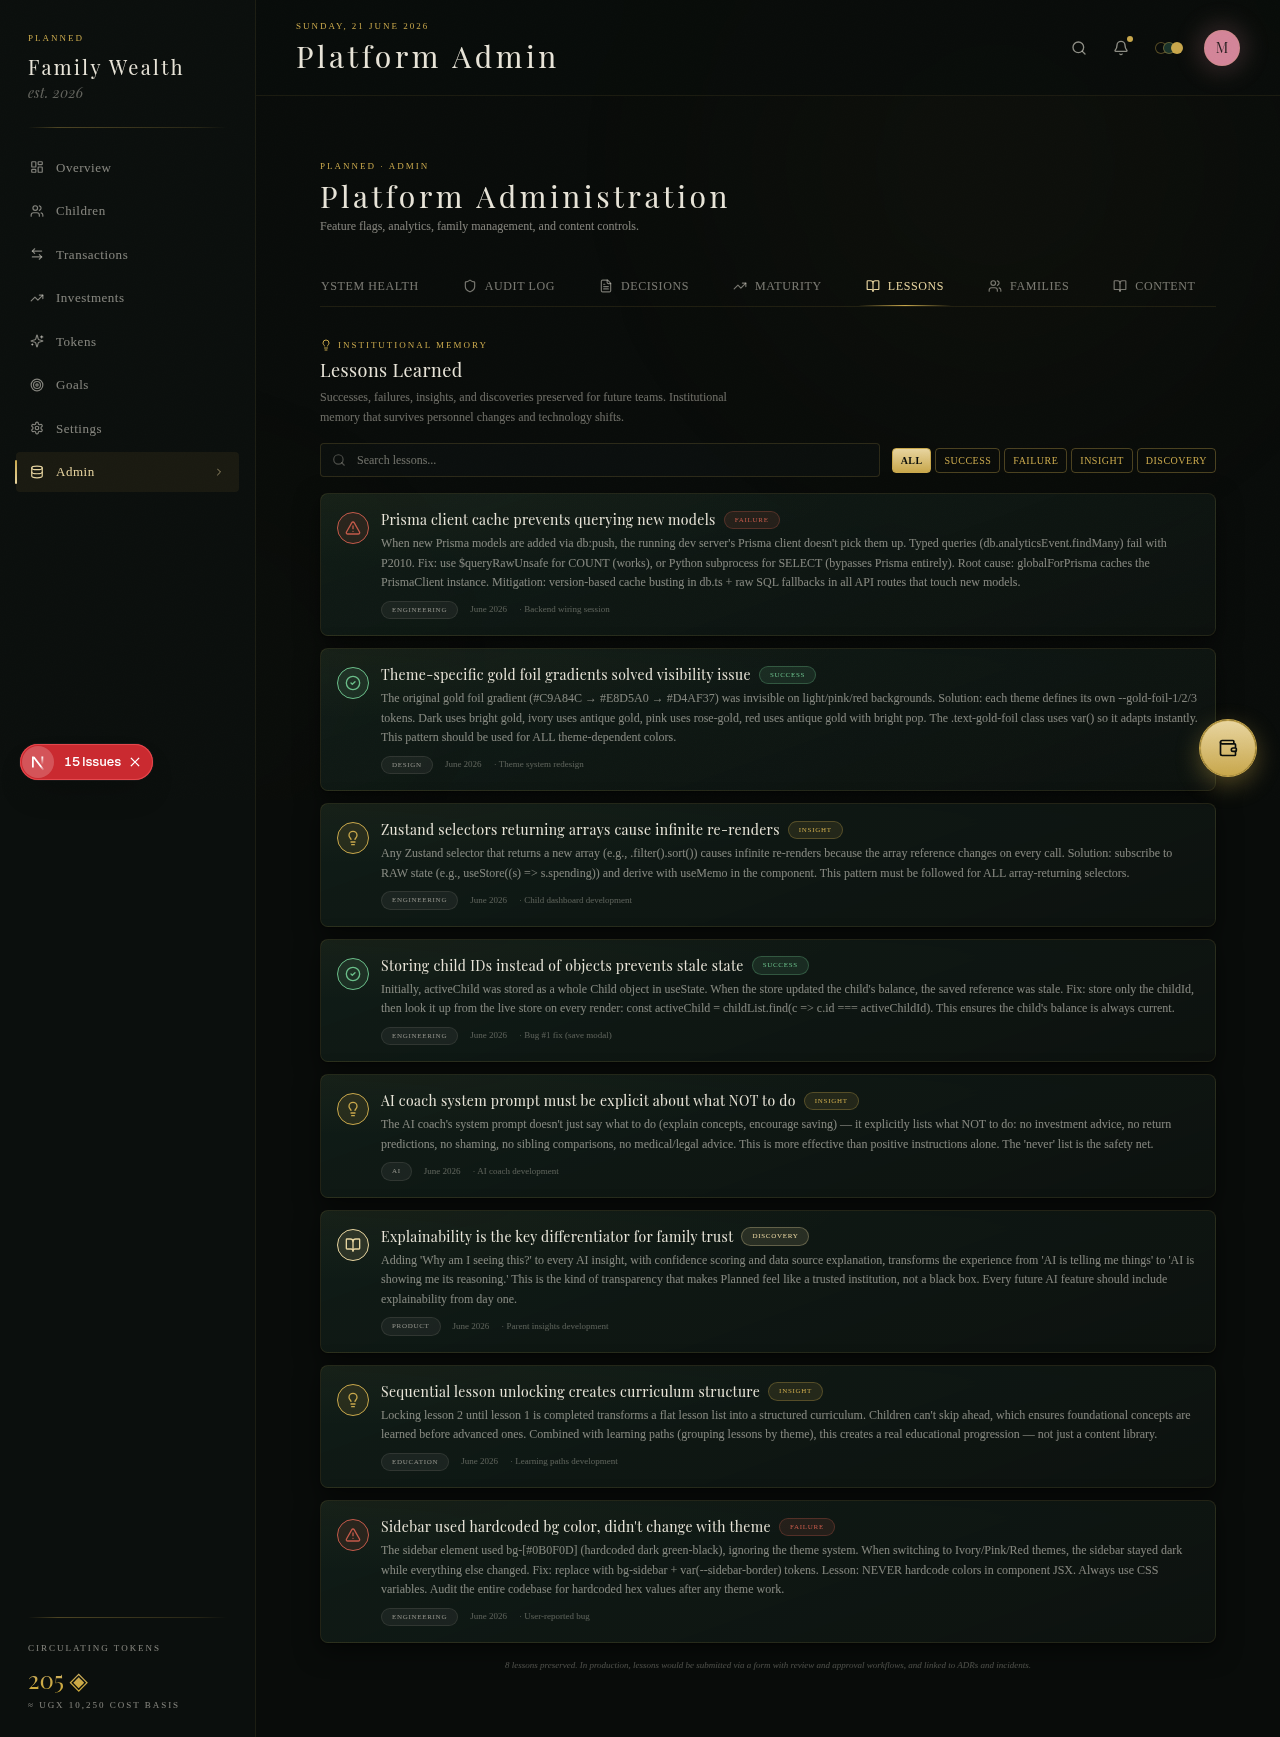 PLANNED
Family Wealth
est. 2026
Overview
Children
Transactions
Investments
Tokens
Goals
Settings
Admin
15 Issues
CIRCULATING TOKENS
205 ◈
≈ UGX 10,250 COST BASIS
SUNDAY, 21 JUNE 2026
Platform Admin
M
PLANNED · ADMIN
Platform Administration
Feature flags, analytics, family management, and content controls.
YSTEM HEALTH
AUDIT LOG
DECISIONS
MATURITY
LESSONS
FAMILIES
CONTENT
INSTITUTIONAL MEMORY
Lessons Learned
Successes, failures, insights, and discoveries preserved for future teams. Institutional
memory that survives personnel changes and technology shifts.
Search lessons...
ALL
SUCCESS
FAILURE
INSIGHT
DISCOVERY
Prisma client cache prevents querying new models FAILURE
When new Prisma models are added via db:push, the running dev server's Prisma client doesn't pick them up. Typed queries (db.analyticsEvent.findMany) fail with
P2010. Fix: use $queryRawUnsafe for COUNT (works), or Python subprocess for SELECT (bypasses Prisma entirely). Root cause: globalForPrisma caches the
PrismaClient instance. Mitigation: version-based cache busting in db.ts + raw SQL fallbacks in all API routes that touch new models.
ENGINEERING June 2026 · Backend wiring session
Theme-specific gold foil gradients solved visibility issue SUCCESS
The original gold foil gradient (#C9A84C → #E8D5A0 → #D4AF37) was invisible on light/pink/red backgrounds. Solution: each theme defines its own --gold-foil-1/2/3
tokens. Dark uses bright gold, ivory uses antique gold, pink uses rose-gold, red uses antique gold with bright pop. The .text-gold-foil class uses var() so it adapts instantly.
This pattern should be used for ALL theme-dependent colors.
DESIGN June 2026 · Theme system redesign
Zustand selectors returning arrays cause infinite re-renders INSIGHT
Any Zustand selector that returns a new array (e.g., .filter().sort()) causes infinite re-renders because the array reference changes on every call. Solution: subscribe to
RAW state (e.g., useStore((s) => s.spending)) and derive with useMemo in the component. This pattern must be followed for ALL array-returning selectors.
ENGINEERING June 2026 · Child dashboard development
Storing child IDs instead of objects prevents stale state SUCCESS
Initially, activeChild was stored as a whole Child object in useState. When the store updated the child's balance, the saved reference was stale. Fix: store only the childId,
then look it up from the live store on every render: const activeChild = childList.find(c => c.id === activeChildId). This ensures the child's balance is always current.
ENGINEERING June 2026 · Bug #1 fix (save modal)
AI coach system prompt must be explicit about what NOT to do INSIGHT
The AI coach's system prompt doesn't just say what to do (explain concepts, encourage saving) — it explicitly lists what NOT to do: no investment advice, no return
predictions, no shaming, no sibling comparisons, no medical/legal advice. This is more effective than positive instructions alone. The 'never' list is the safety net.
AI June 2026 · AI coach development
Explainability is the key differentiator for family trust DISCOVERY
Adding 'Why am I seeing this?' to every AI insight, with confidence scoring and data source explanation, transforms the experience from 'AI is telling me things' to 'AI is
showing me its reasoning.' This is the kind of transparency that makes Planned feel like a trusted institution, not a black box. Every future AI feature should include
explainability from day one.
PRODUCT June 2026 · Parent insights development
Sequential lesson unlocking creates curriculum structure INSIGHT
Locking lesson 2 until lesson 1 is completed transforms a flat lesson list into a structured curriculum. Children can't skip ahead, which ensures foundational concepts are
learned before advanced ones. Combined with learning paths (grouping lessons by theme), this creates a real educational progression — not just a content library.
EDUCATION June 2026 · Learning paths development
Sidebar used hardcoded bg color, didn't change with theme FAILURE
The sidebar element used bg-[#0B0F0D] (hardcoded dark green-black), ignoring the theme system. When switching to Ivory/Pink/Red themes, the sidebar stayed dark
while everything else changed. Fix: replace with bg-sidebar + var(--sidebar-border) tokens. Lesson: NEVER hardcode colors in component JSX. Always use CSS
variables. Audit the entire codebase for hardcoded hex values after any theme work.
ENGINEERING June 2026 · User-reported bug
8 lessons preserved. In production, lessons would be submitted via a form with review and approval workflows, and linked to ADRs and incidents.